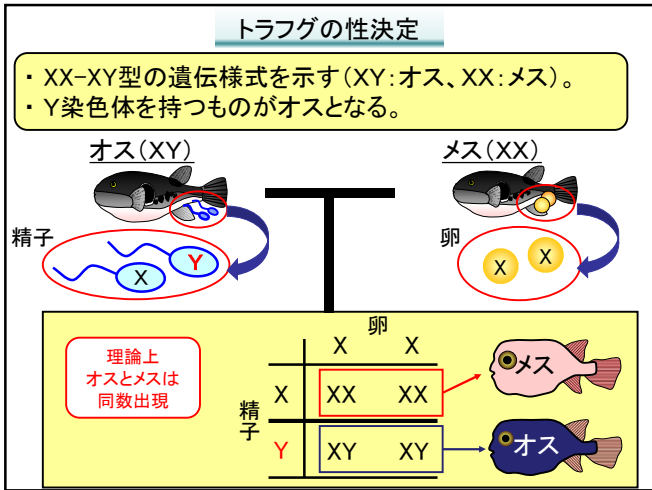 トラフグの性決定
・ XX-XY型の遺伝様式を示す(XY:オス、XX:メス)。
・ Y染色体を持つものがオスとなる。
オス(XY)
メス(XX)
精子
X
Y
卵
X
X
理論上
オスとメスは
同数出現
卵
X X
精子
X XX XX
Y XY XY
メス
オス